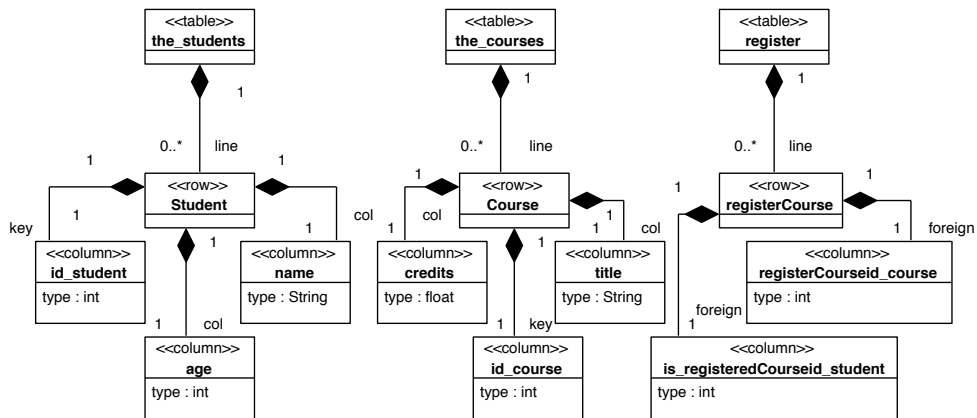 <<table>>
the_students
<<table>>
the_courses
<<table>>
register
1
1
1
0..*
line
0..*
line
0..*
line
1
1
1
1
1
<<row>>
Student
<<row>>
Course
<<row>>
registerCourse
key
1
1
col
1
col
1
1
col
1
foreign
<<column>>
id_student
type : int
<<column>>
name
type : String
<<column>>
credits
type : float
<<column>>
title
type : String
<<column>>
registerCourseid_course
type : int
1
1
1
col
1
key
foreign
1
<<column>>
age
type : int
<<column>>
id_course
type : int
<<column>>
is_registeredCourseid_student
type : int